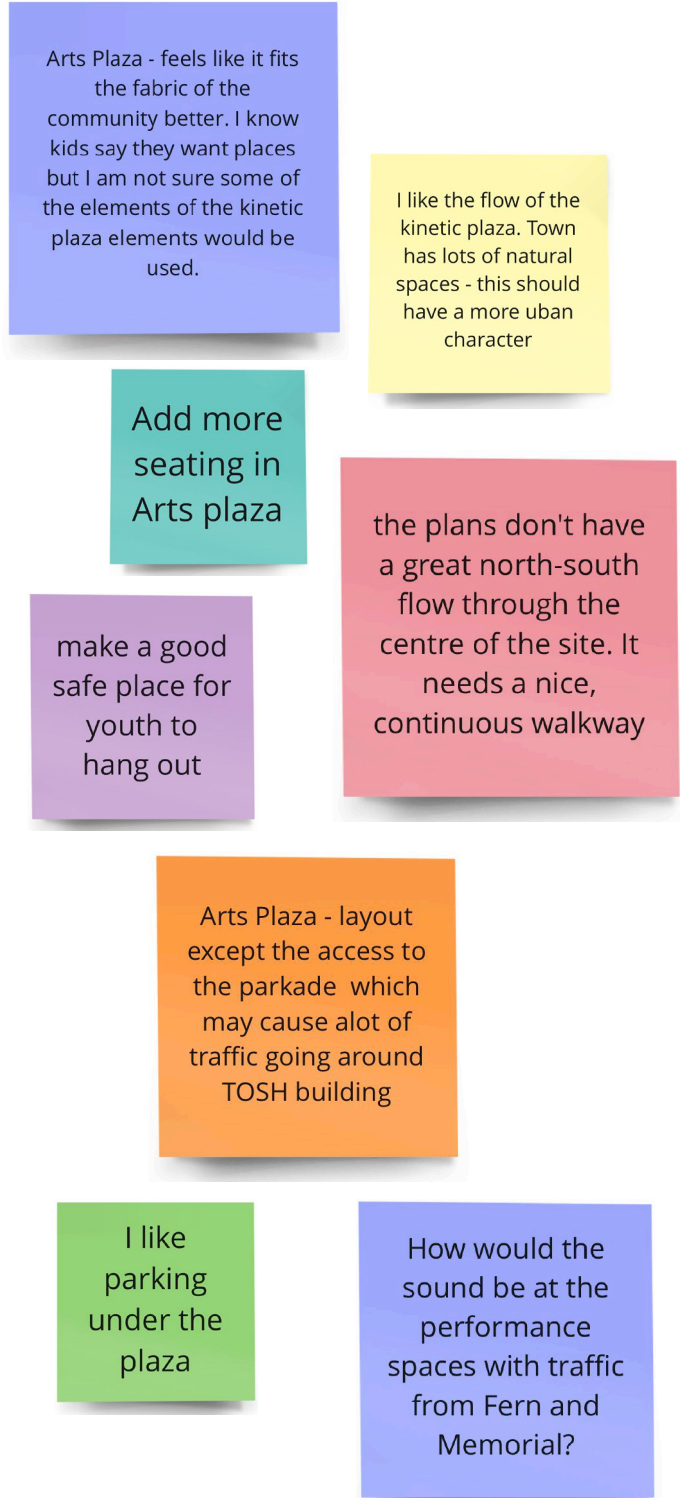 Arts Plaza - feels like it fits
the fabric of the
community better. I know
kids say they want places
but I am not sure some of
the elements of the kinetic
plaza elements would be
used.
I like the flow of the
kinetic plaza. Town
has lots of natural
spaces - this should
have a more uban
character
Add more
seating in
Arts plaza
the plans don't have
a great north-south
flow through the
centre of the site. It
needs a nice,
continuous walkway
make a good
safe place for
youth to
hang out
Arts Plaza - layout
except the access to
the parkade  which
may cause alot of
traffic going around
TOSH building
I like
parking
under the
plaza
How would the
sound be at the
performance
spaces with traffic
from Fern and
Memorial?